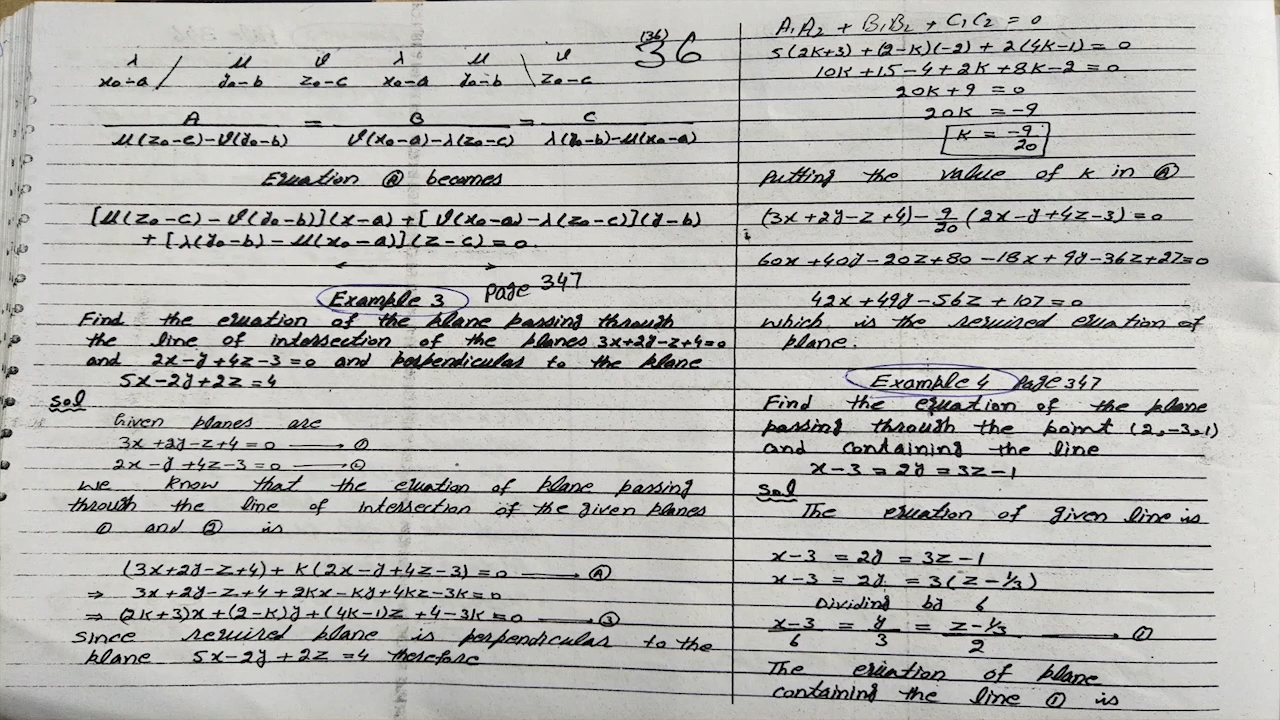 (36)
36
λ μ ν λ μ ν
x₀-a / y₀-b z₀-c x₀-a y₀-b \ z₀-c
A/(μ(z₀-c)-ν(y₀-b)) = B/(ν(x₀-a)-λ(z₀-c)) = C/(λ(y₀-b)-μ(x₀-a))
Equation ⓐ becomes
[μ(z₀-c)-ν(y₀-b)](x-a)+[ν(x₀-a)-λ(z₀-c)](y-b)
+[λ(y₀-b)-μ(x₀-a)](z-c)=0.
Example 3 Page 347
Find the equation of the plane passing through
the line of intersection of the planes 3x+2y-z+4=0
and 2x-y+4z-3=0 and perpendicular to the plane
5x-2y+2z=4
Sol
Given planes are
3x+2y-z+4=0 → ①
2x-y+4z-3=0 → ②
we know that the equation of plane passing
through the line of intersection of the given planes
① and ② is
(3x+2y-z+4)+K(2x-y+4z-3)=0 → ⓐ
⇒ 3x+2y-z+4+2Kx-Ky+4Kz-3K=0
⇒ (2K+3)x+(2-K)y+(4K-1)z+4-3K=0 → ③
Since required plane is perpendicular to the
plane 5x-2y+2z=4 therefore
A₁A₂+B₁B₂+C₁C₂=0
5(2K+3)+(2-K)(-2)+2(4K-1)=0
10K+15-4+2K+8K-2=0
20K+9=0
20K=-9
K=-9/20
Putting the value of K in ⓐ
(3x+2y-z+4)-9/20(2x-y+4z-3)=0
60x+40y-20z+80-18x+9y-36z+27=0
42x+49y-56z+107=0
which is the required equation of
plane.
Example 4 Page 347
Find the equation of the plane
passing through the point (2,-3,1)
and containing the line
x-3=2y=3z-1
Sol
The equation of given line is
x-3=2y=3z-1
x-3=2y=3(z-1/3)
Dividing by 6
(x-3)/6 = y/3 = (z-1/3)/2 → ①
The equation of plane
containing the line ① is